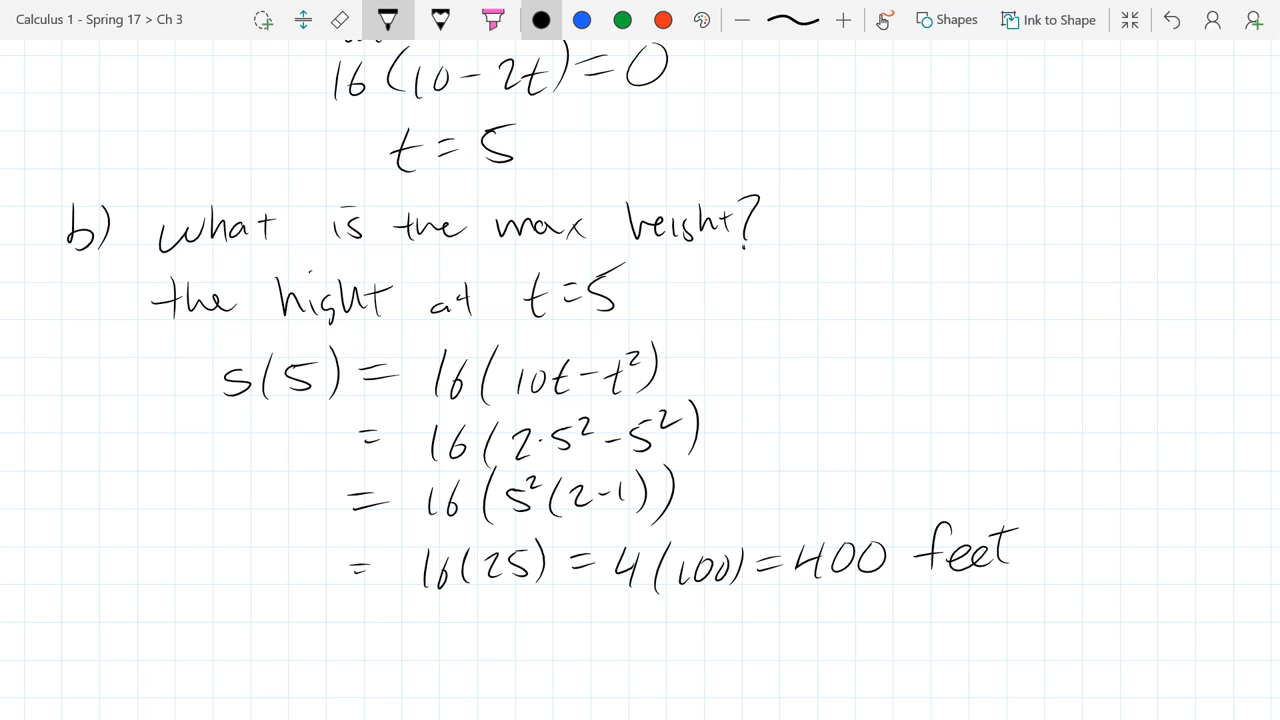 Calculus 1 - Spring 17 > Ch 3 Shapes Ink to Shape
16(10-2t)=0
t=5
b) what is the max height?
the hight at t=5
s(5) = 16(10t-t²)
= 16(2·5²-5²)
= 16(5²(2-1))
= 16(25) = 4(100) = 400 feet